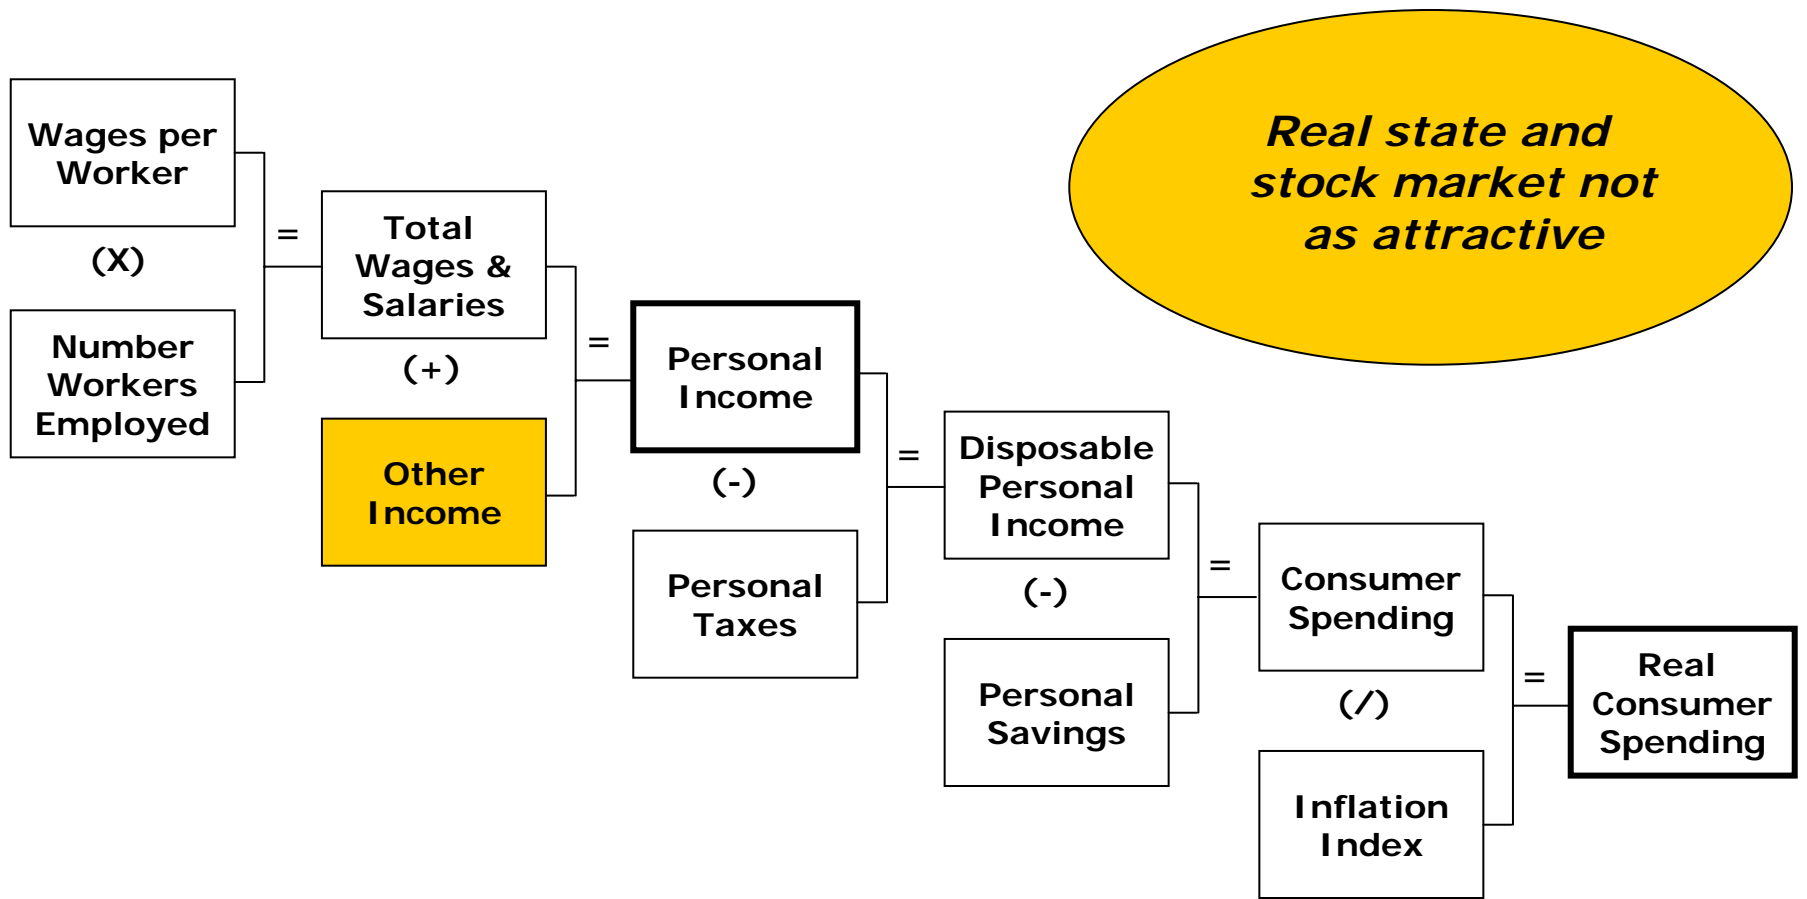 Real state and
stock market not
as attractive
Wages per
Worker
(X)
Number
Workers
Employed
=
Total
Wages &
Salaries
(+)
Other
Income
=
Personal
Income
(-)
Personal
Taxes
=
Disposable
Personal
Income
(-)
Personal
Savings
=
Consumer
Spending
(/)
Inflation
Index
=
Real
Consumer
Spending